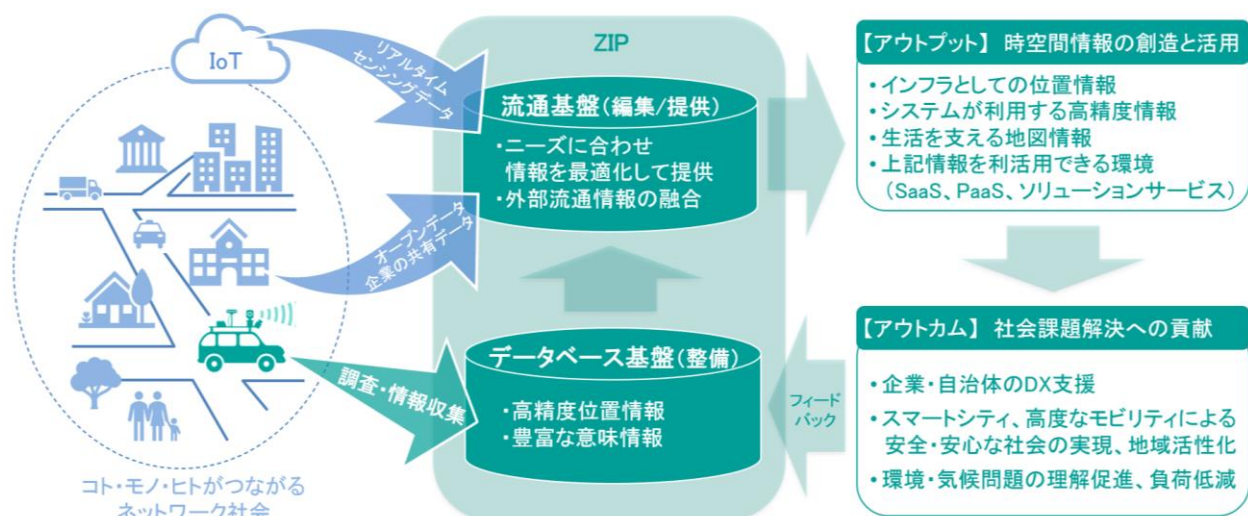 IoT
リアルタイム
センシングデータ
オープンデータ
企業の共有データ
調査・情報収集
コト・モノ・ヒトがつながる
ネットワーク社会
ZIP
流通基盤(編集/提供)
・ニーズに合わせ
情報を最適化して提供
・外部流通情報の融合
データベース基盤(整備)
・高精度位置情報
・豊富な意味情報
【アウトプット】 時空間情報の創造と活用
・インフラとしての位置情報
・システムが利用する高精度情報
・生活を支える地図情報
・上記情報を利活用できる環境
(SaaS、PaaS、ソリューションサービス)
フィード
バック
【アウトカム】 社会課題解決への貢献
・企業・自治体のDX支援
・スマートシティ、高度なモビリティによる
安全・安心な社会の実現、地域活性化
・環境・気候問題の理解促進、負荷低減